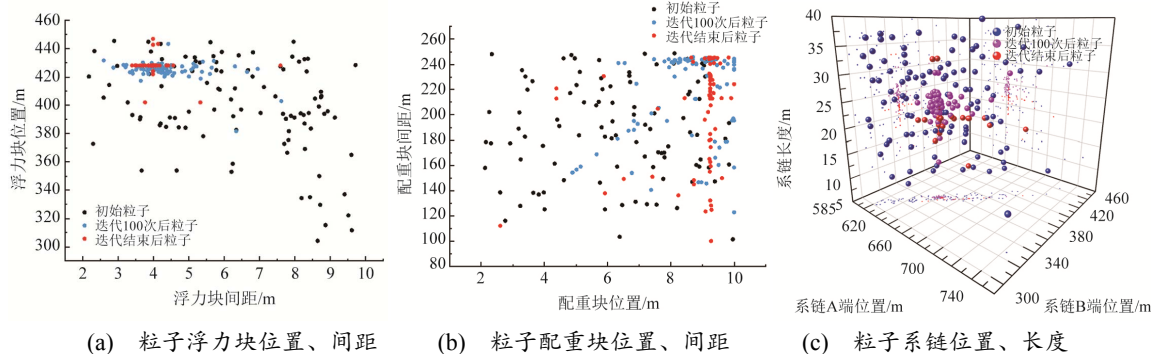 460
440
420
400
380
360
340
320
300
浮力块位置/m
初始粒子
迭代100次后粒子
迭代结束后粒子
2 3 4 5 6 7 8 9 10
浮力块间距/m
(a) 粒子浮力块位置、间距
初始粒子
迭代100次后粒子
迭代结束后粒子
260
240
220
200
180
160
140
120
100
80
配重块间距/m
2 4 6 8 10
配重块位置/m
(b) 粒子配重块位置、间距
初始粒子
迭代100次后粒子
迭代结束后粒子
40
35
30
25
20
15
10
5
系链长度/m
585
620
660
700
740
系链A端位置/m
460
420
380
340
300
系链B端位置/m
(c) 粒子系链位置、长度